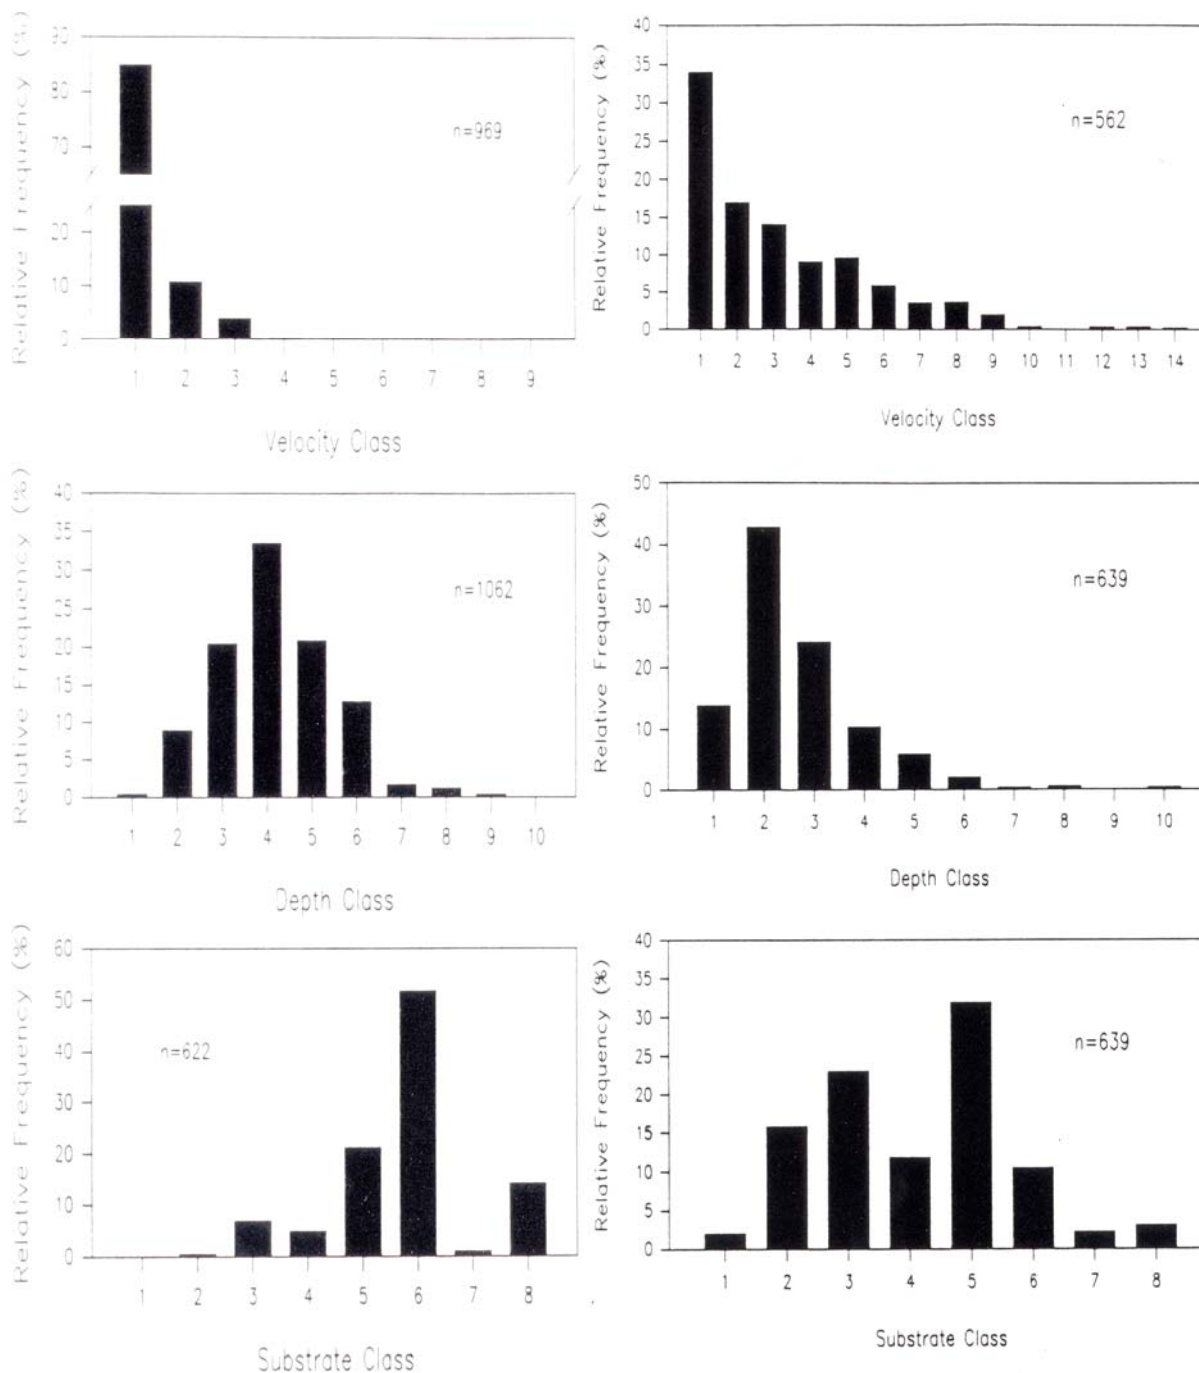 Relative Frequency (%)
90
80
70
20
10
0
n=969
1 2 3 4 5 6 7 8 9
Velocity Class
Relative Frequency (%)
40
35
30
25
20
15
10
5
0
n=562
1 2 3 4 5 6 7 8 9 10 11 12 13 14
Velocity Class
Relative Frequency (%)
40
35
30
25
20
15
10
5
0
n=1062
1 2 3 4 5 6 7 8 9 10
Depth Class
Relative Frequency (%)
50
40
30
20
10
0
n=639
1 2 3 4 5 6 7 8 9 10
Depth Class
Relative Frequency (%)
60
50
40
30
20
10
0
n=622
1 2 3 4 5 6 7 8
Substrate Class
Relative Frequency (%)
40
35
30
25
20
15
10
5
0
n=639
1 2 3 4 5 6 7 8
Substrate Class